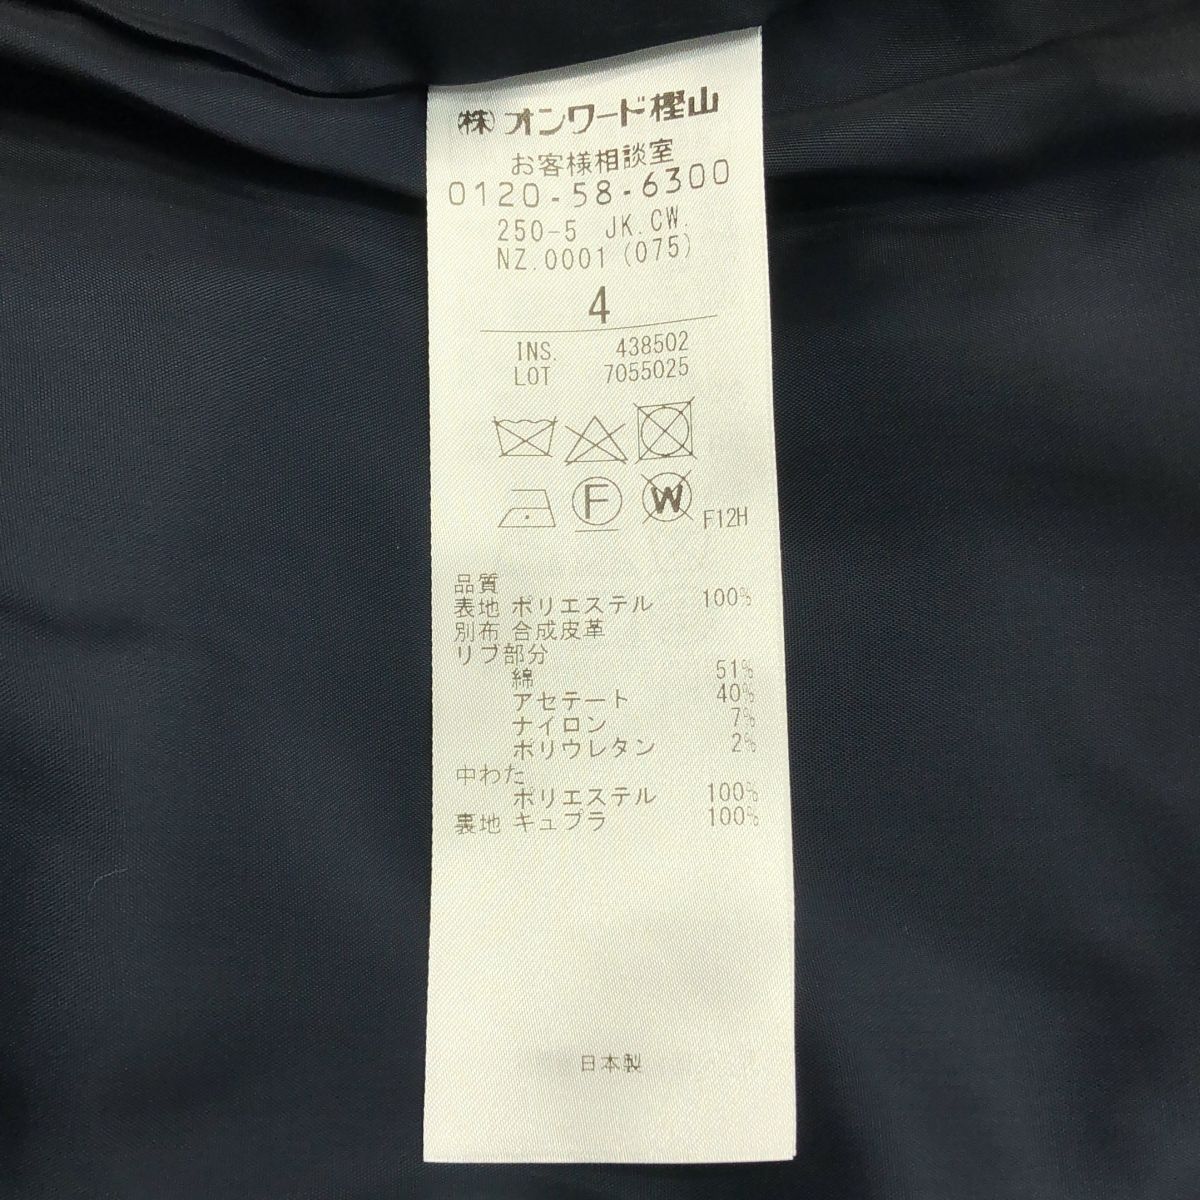 ㈱オンワード樫山
お客様相談室
0120-58-6300
250-5 JK.CW.
NZ.0001 (075)
4
INS. 438502
LOT 7055025
F W F12H
品質
表地 ポリエステル 100%
別布 合成皮革
リブ部分
綿 51%
アセテート 40%
ナイロン 7%
ポリウレタン 2%
中わた
ポリエステル 100%
裏地 キュプラ 100%
日本製